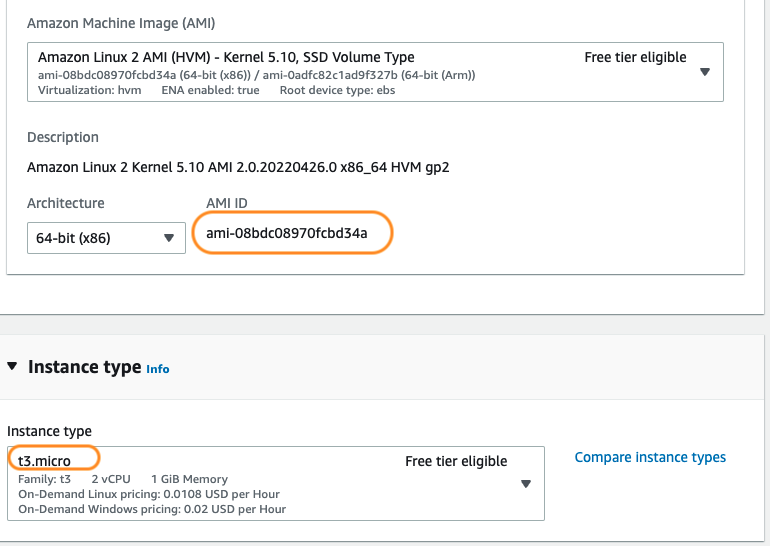 Amazon Machine Image (AMI)
Amazon Linux 2 AMI (HVM) - Kernel 5.10, SSD Volume Type Free tier eligible
ami-08bdc08970fcbd34a (64-bit (x86)) / ami-0adfc82c1ad9f327b (64-bit (Arm))
Virtualization: hvm ENA enabled: true Root device type: ebs
Description
Amazon Linux 2 Kernel 5.10 AMI 2.0.20220426.0 x86_64 HVM gp2
Architecture AMI ID
64-bit (x86) ami-08bdc08970fcbd34a
Instance type Info
Instance type
t3.micro Free tier eligible Compare instance types
Family: t3 2 vCPU 1 GiB Memory
On-Demand Linux pricing: 0.0108 USD per Hour
On-Demand Windows pricing: 0.02 USD per Hour